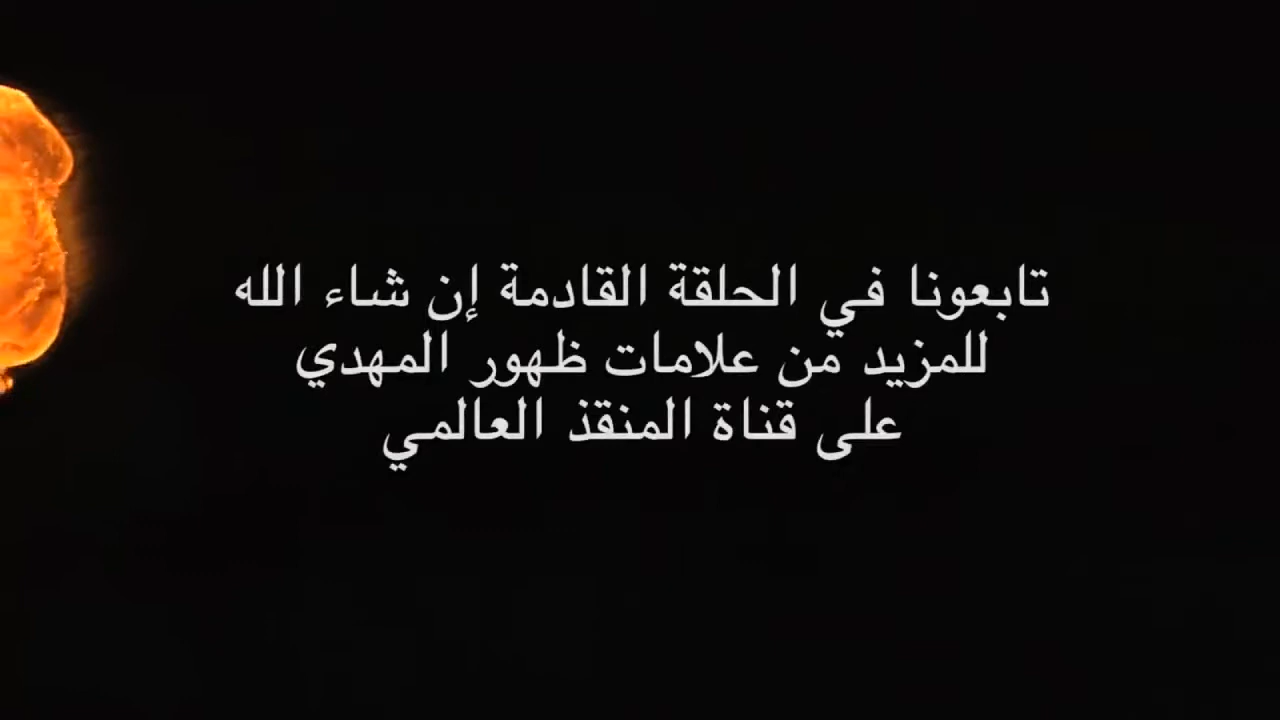 تابعونا في الحلقة القادمة إن شاء الله
للمزيد من علامات ظهور المهدي
على قناة المنقذ العالمي